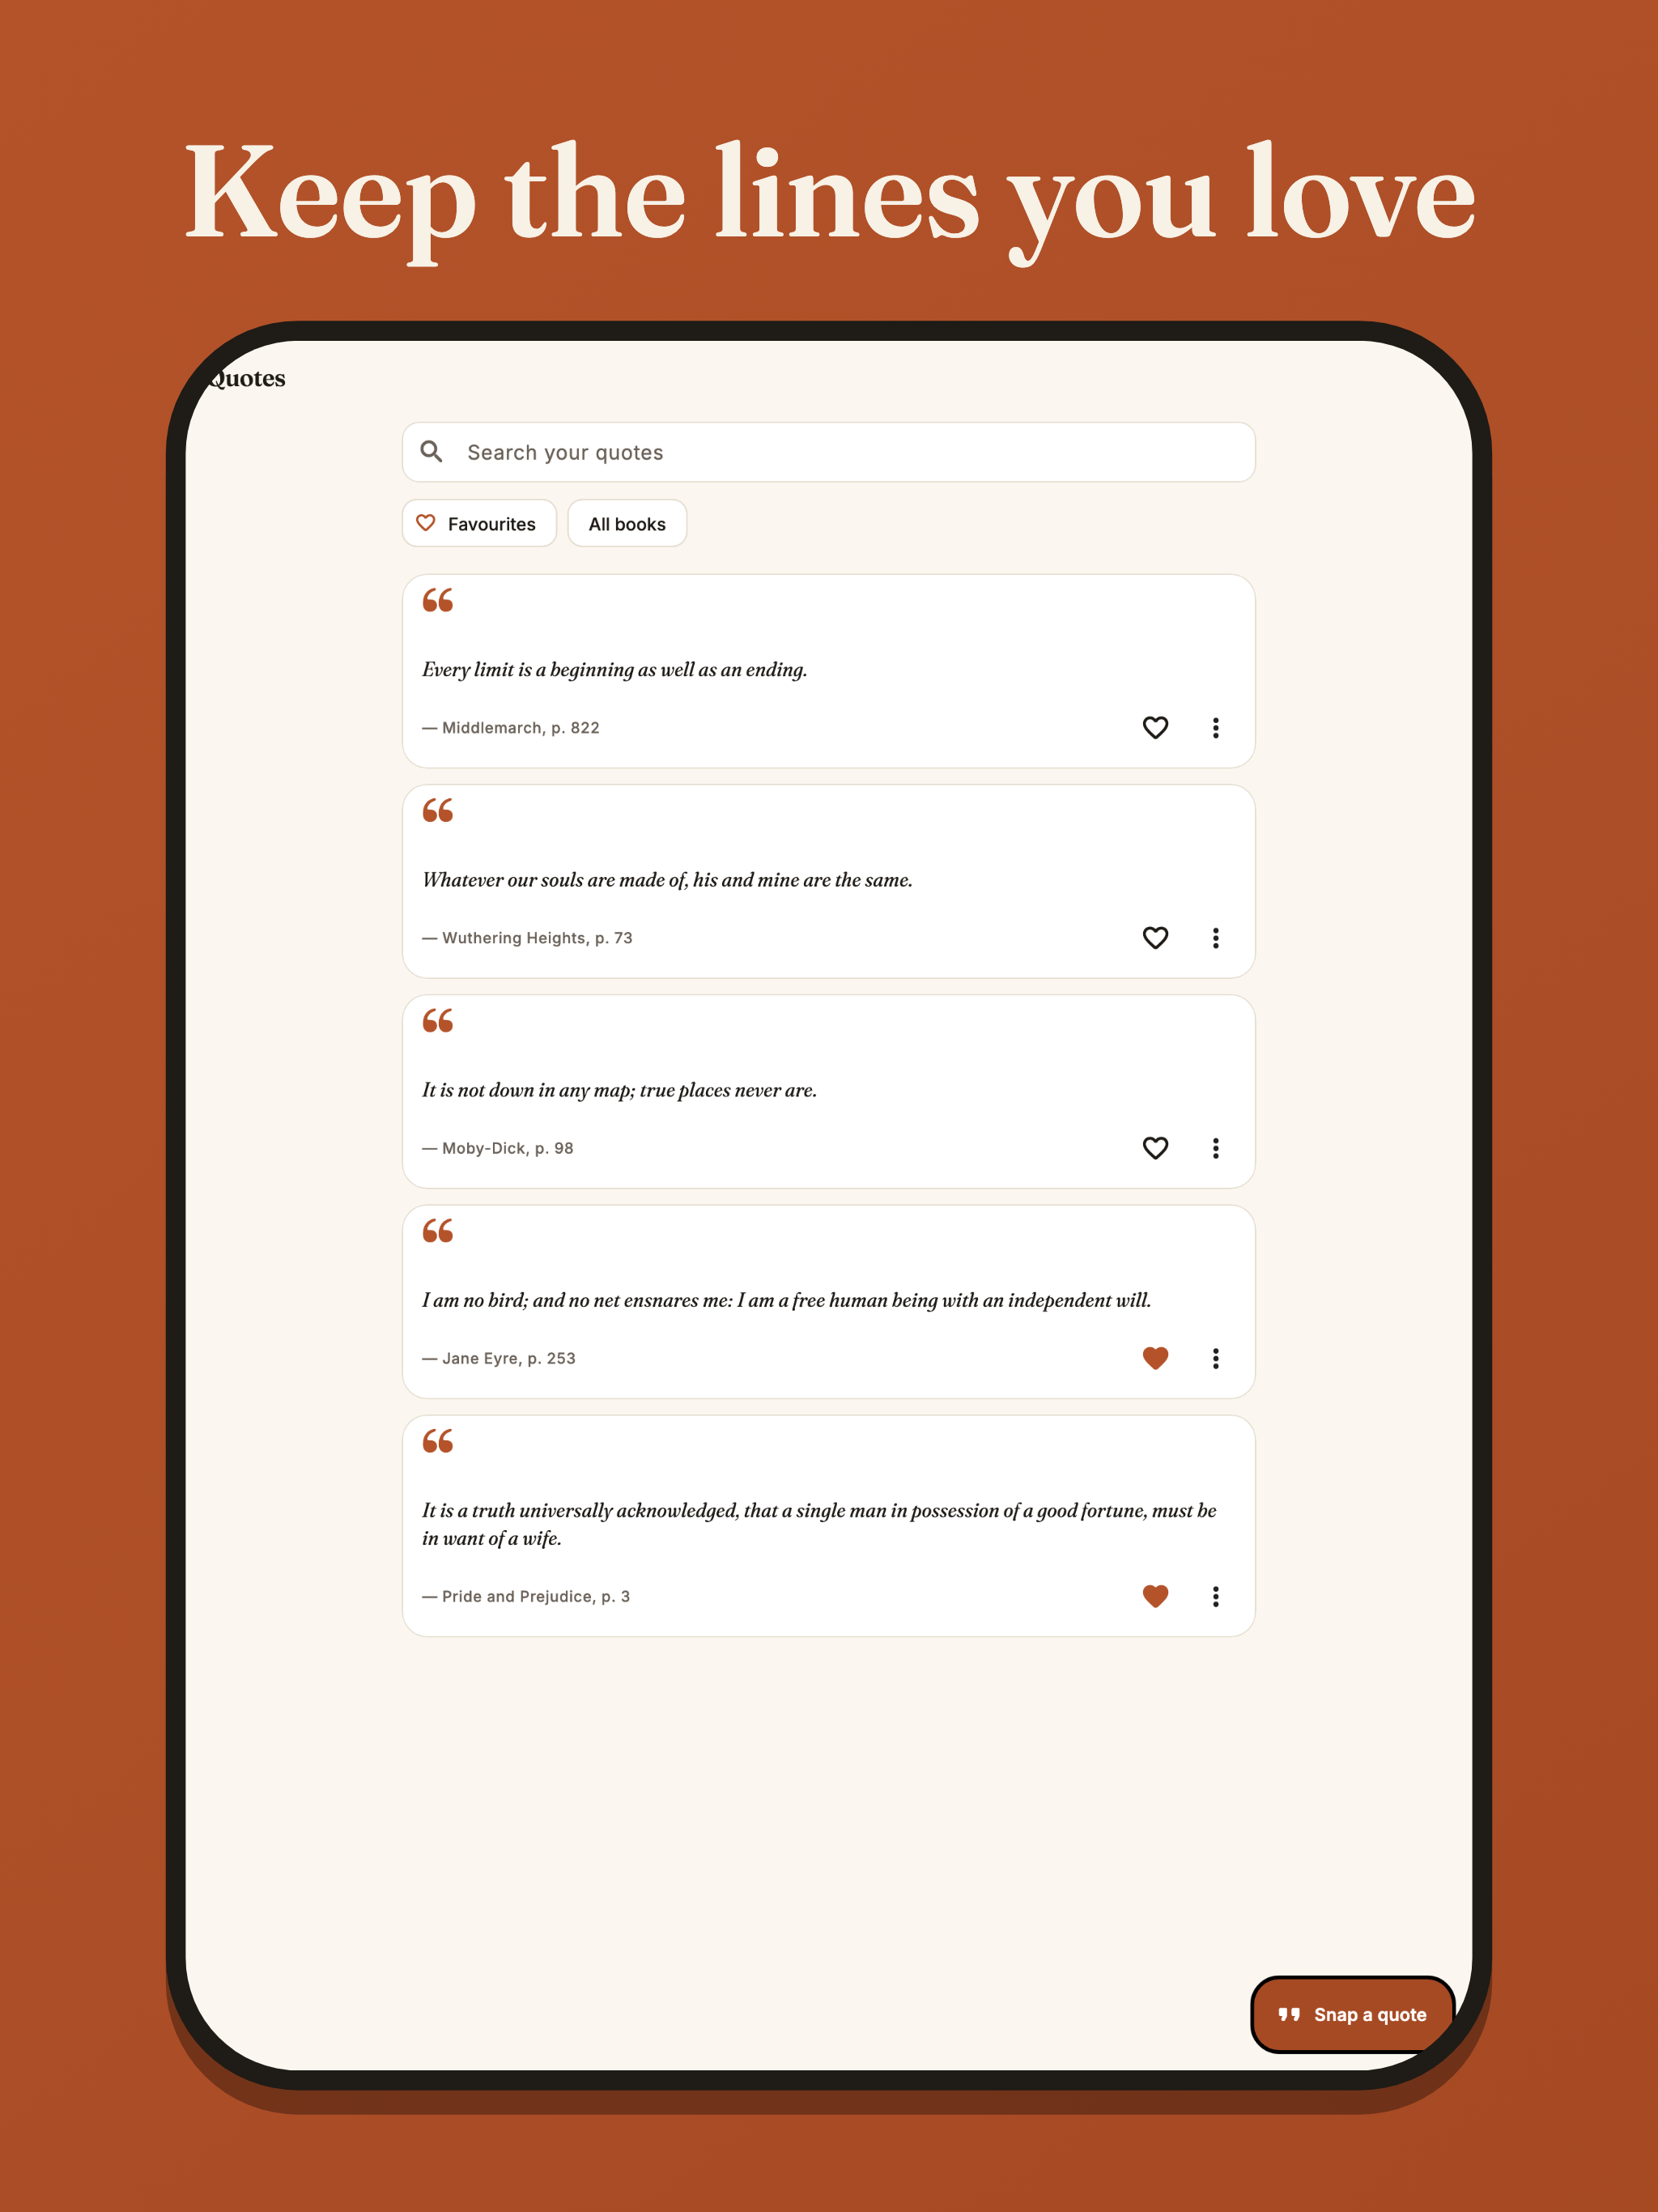 Keep the lines you love
Quotes
Search your quotes
Favourites
All books
Every limit is a beginning as well as an ending.
— Middlemarch, p. 822
Whatever our souls are made of, his and mine are the same.
— Wuthering Heights, p. 73
It is not down in any map; true places never are.
— Moby-Dick, p. 98
I am no bird; and no net ensnares me: I am a free human being with an independent will.
— Jane Eyre, p. 253
It is a truth universally acknowledged, that a single man in possession of a good fortune, must be
in want of a wife.
— Pride and Prejudice, p. 3
Snap a quote